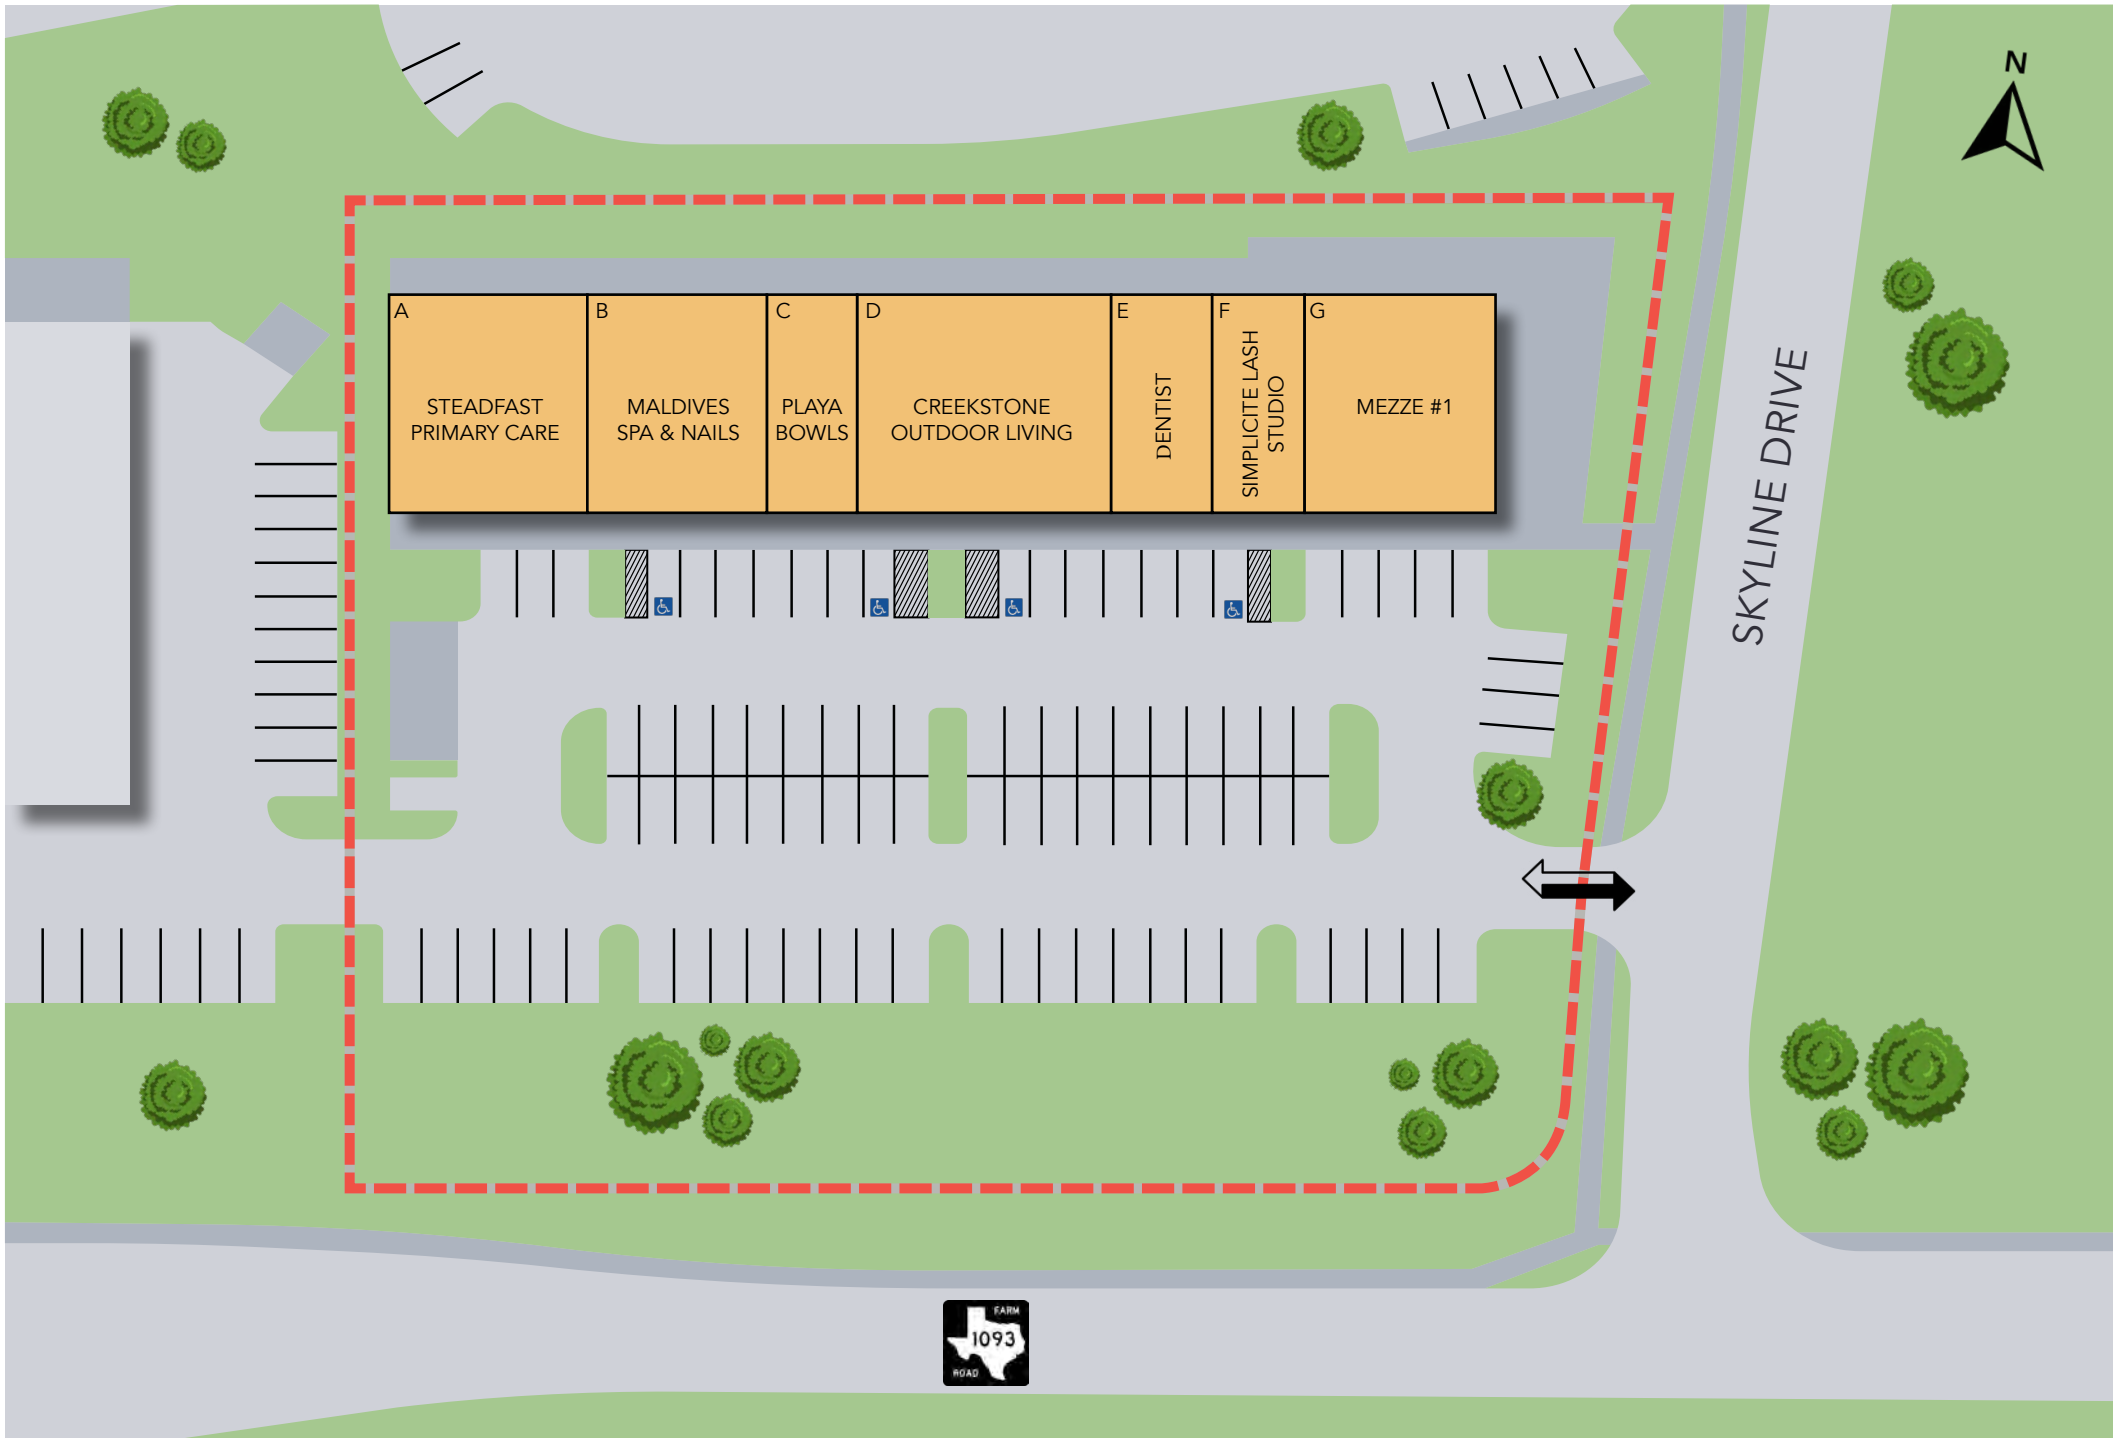 N
A
STEADFAST
PRIMARY CARE
B
MALDIVES
SPA & NAILS
C
PLAYA
BOWLS
D
CREEKSTONE
OUTDOOR LIVING
E
DENTIST
F
SIMPLICITE LASH
STUDIO
G
MEZZE #1
SKYLINE DRIVE
FARM
1093
ROAD